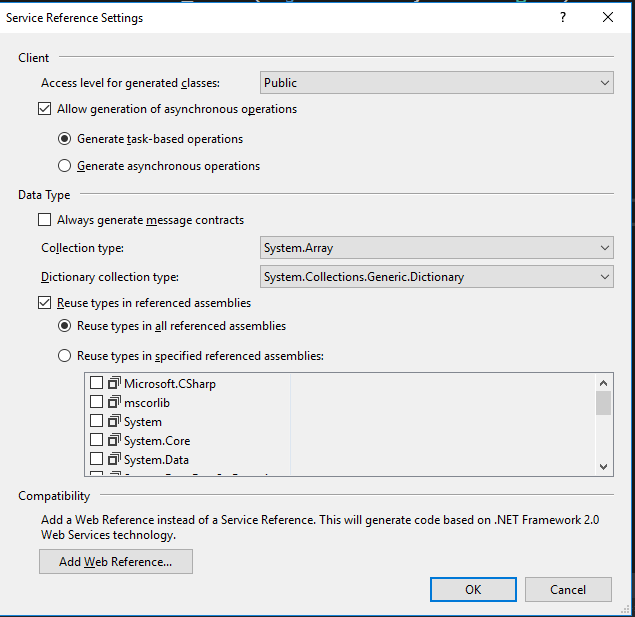 Service Reference Settings
?
Client
Access level for generated classes:
Public
Allow generation of asynchronous operations
Generate task-based operations
Generate asynchronous operations
Data Type
Always generate message contracts
Collection type:
System.Array
Dictionary collection type:
System.Collections.Generic.Dictionary
Reuse types in referenced assemblies
Reuse types in all referenced assemblies
Reuse types in specified referenced assemblies:
Microsoft.CSharp
mscorlib
System
System.Core
System.Data
Compatibility
Add a Web Reference instead of a Service Reference. This will generate code based on .NET Framework 2.0
Web Services technology.
Add Web Reference...
OK
Cancel